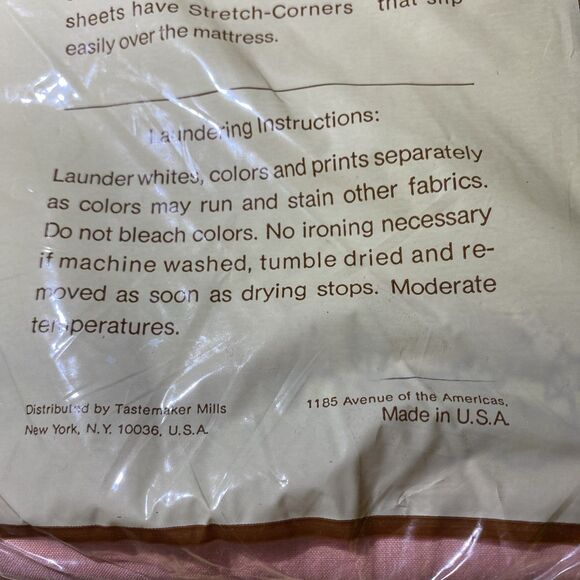 sheets have Stretch-Corners that slip
easily over the mattress.
Laundering Instructions:
Launder whites, colors and prints separately
as colors may run and stain other fabrics.
Do not bleach colors. No ironing necessary
if machine washed, tumble dried and re-
moved as soon as drying stops. Moderate
temperatures.
Distributed by Tastemaker Mills
New York, N.Y. 10036, U.S.A.
1185 Avenue of the Americas,
Made in U.S.A.